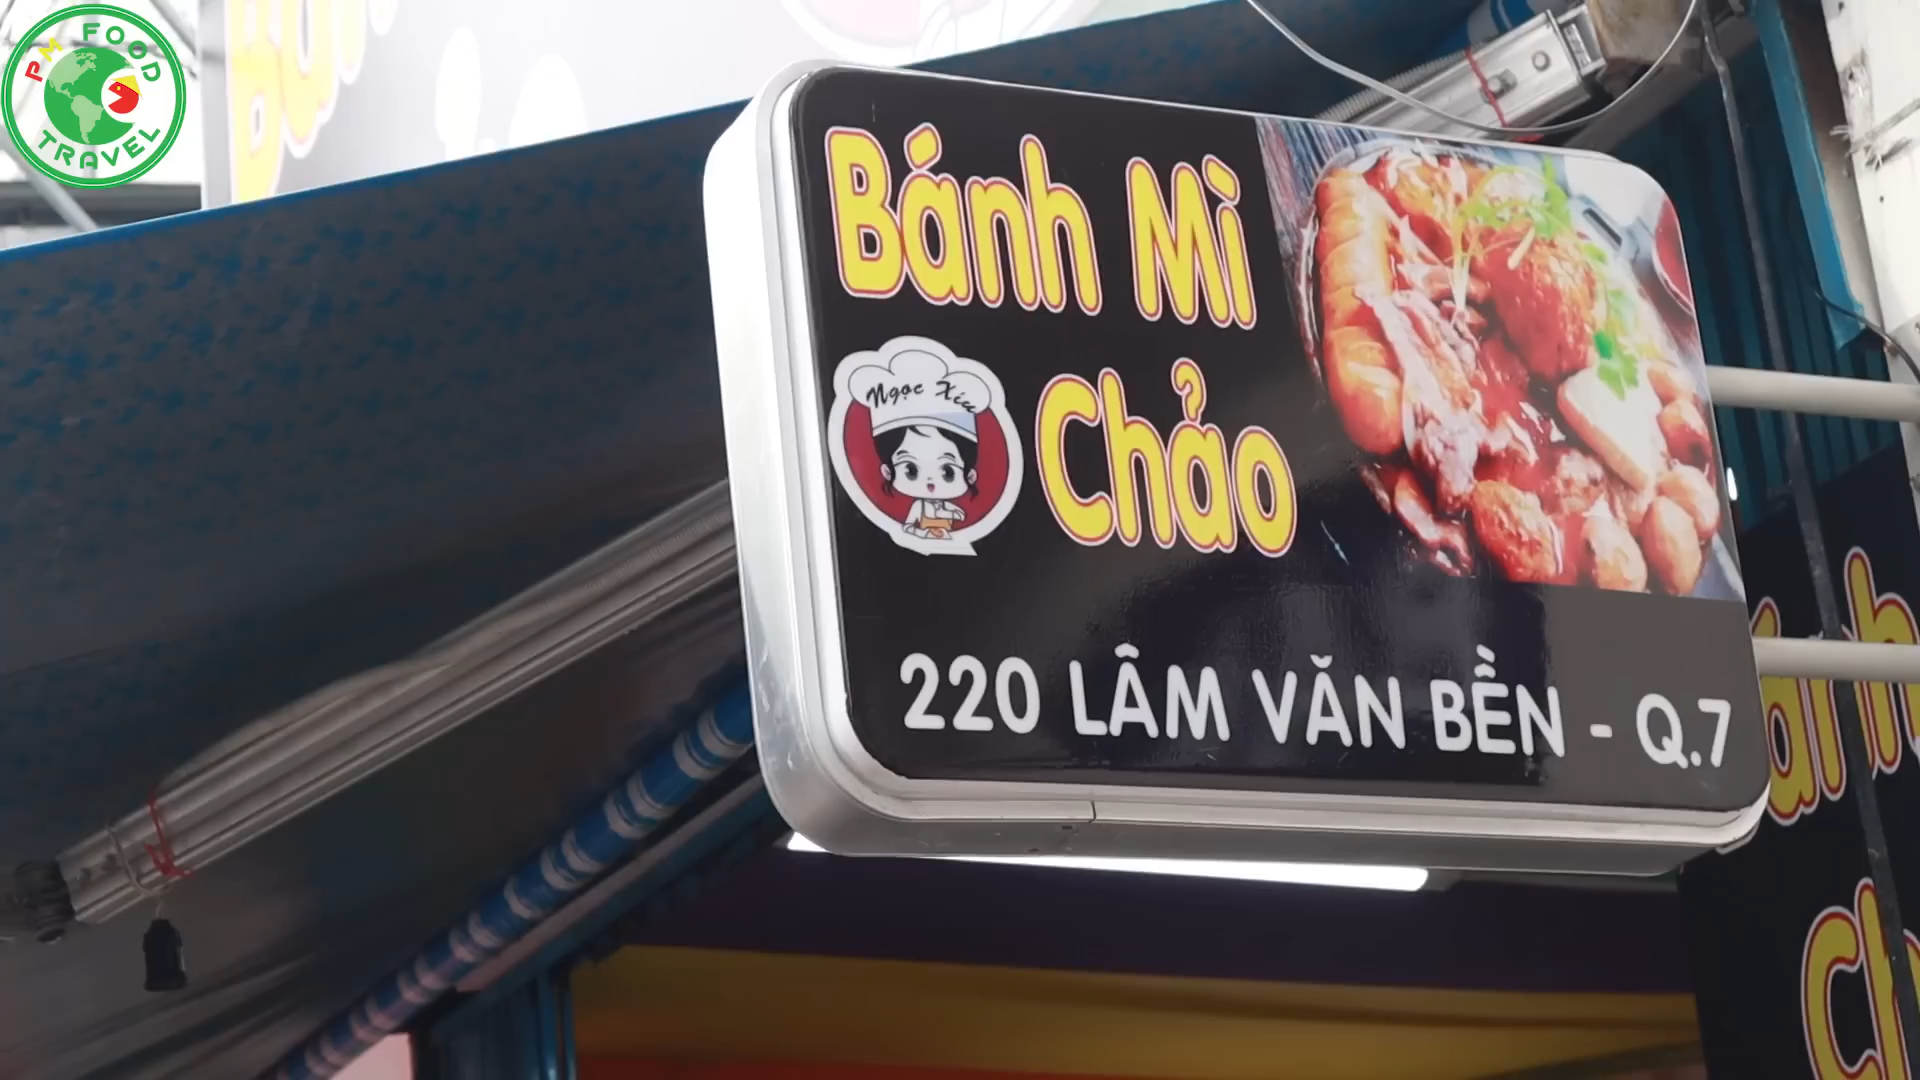 PM FOOD
TRAVEL
Bánh Mì
Ngọc Xíu
Chảo
220 LÂM VĂN BỀN - Q.7